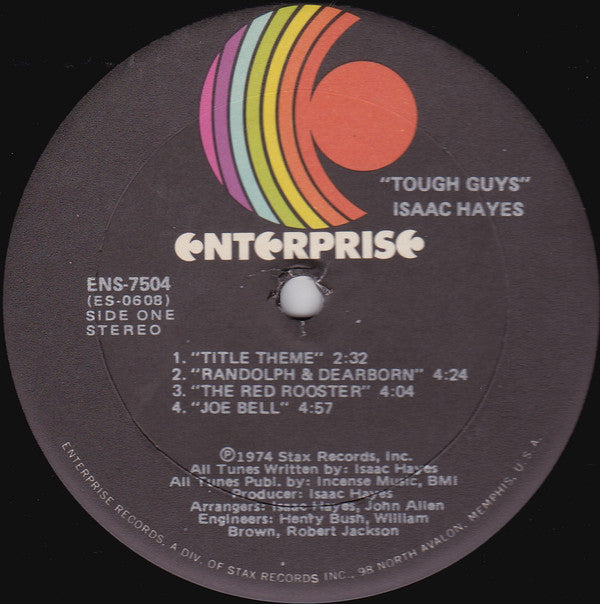 "TOUGH GUYS"
ISAAC HAYES
ENTERPRISE
ENS-7504
(ES-0608)
SIDE ONE
STEREO
1. "TITLE THEME" 2:32
2. "RANDOLPH & DEARBORN" 4:24
3. "THE RED ROOSTER" 4:04
4. "JOE BELL" 4:57
℗1974 Stax Records, Inc.
All Tunes Written by: Isaac Hayes
All Tunes Publ. by: Incense Music, BMI
Producer: Isaac Hayes
Arrangers: Isaac Hayes, John Allen
Engineers: Henry Bush, William
Brown, Robert Jackson
ENTERPRISE RECORDS, A DIV. OF STAX RECORDS INC., 98 NORTH AVALON, MEMPHIS, U.S.A.